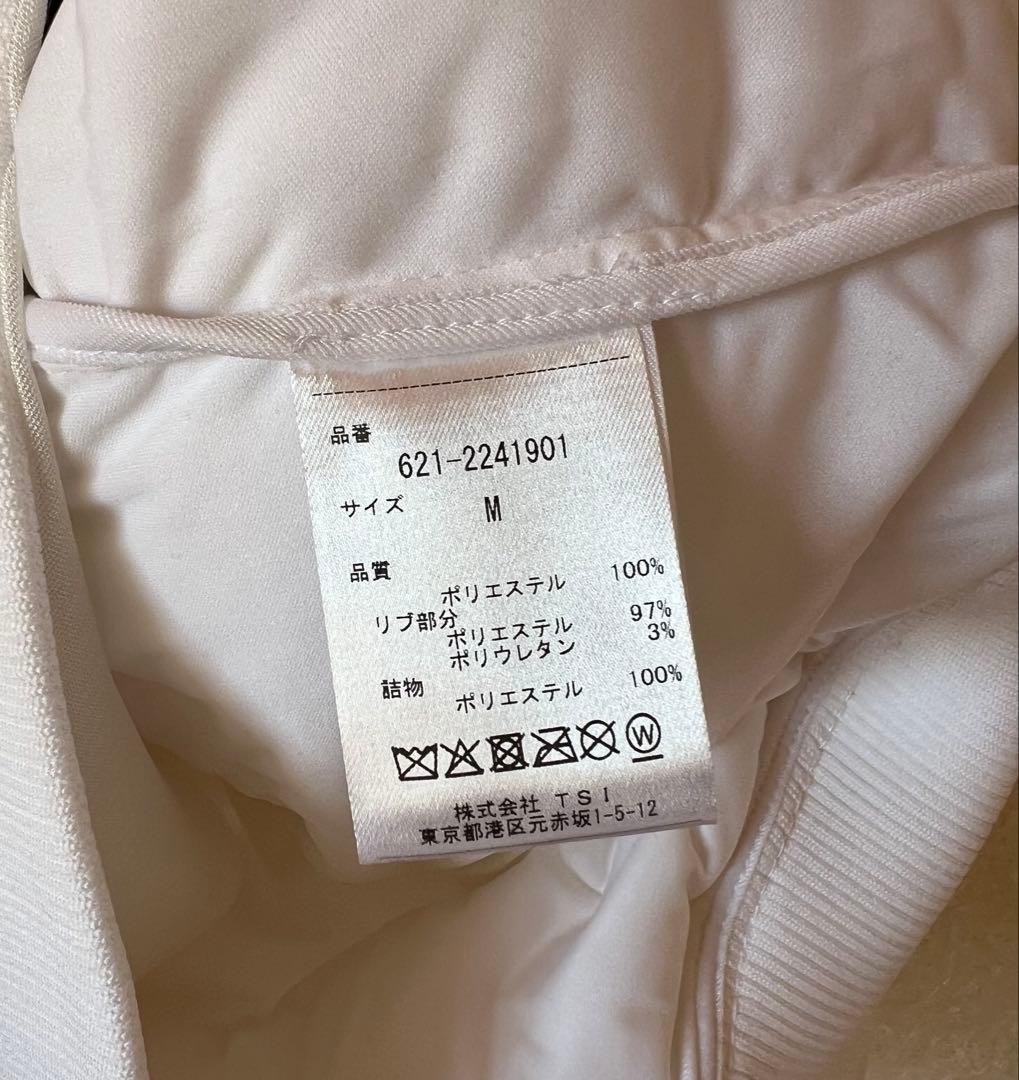 品番
621-2241901
サイズ M
品質
ポリエステル 100%
リブ部分
ポリエステル 97%
ポリウレタン 3%
詰物
ポリエステル 100%
W
株式会社 TSI
東京都港区元赤坂1-5-12